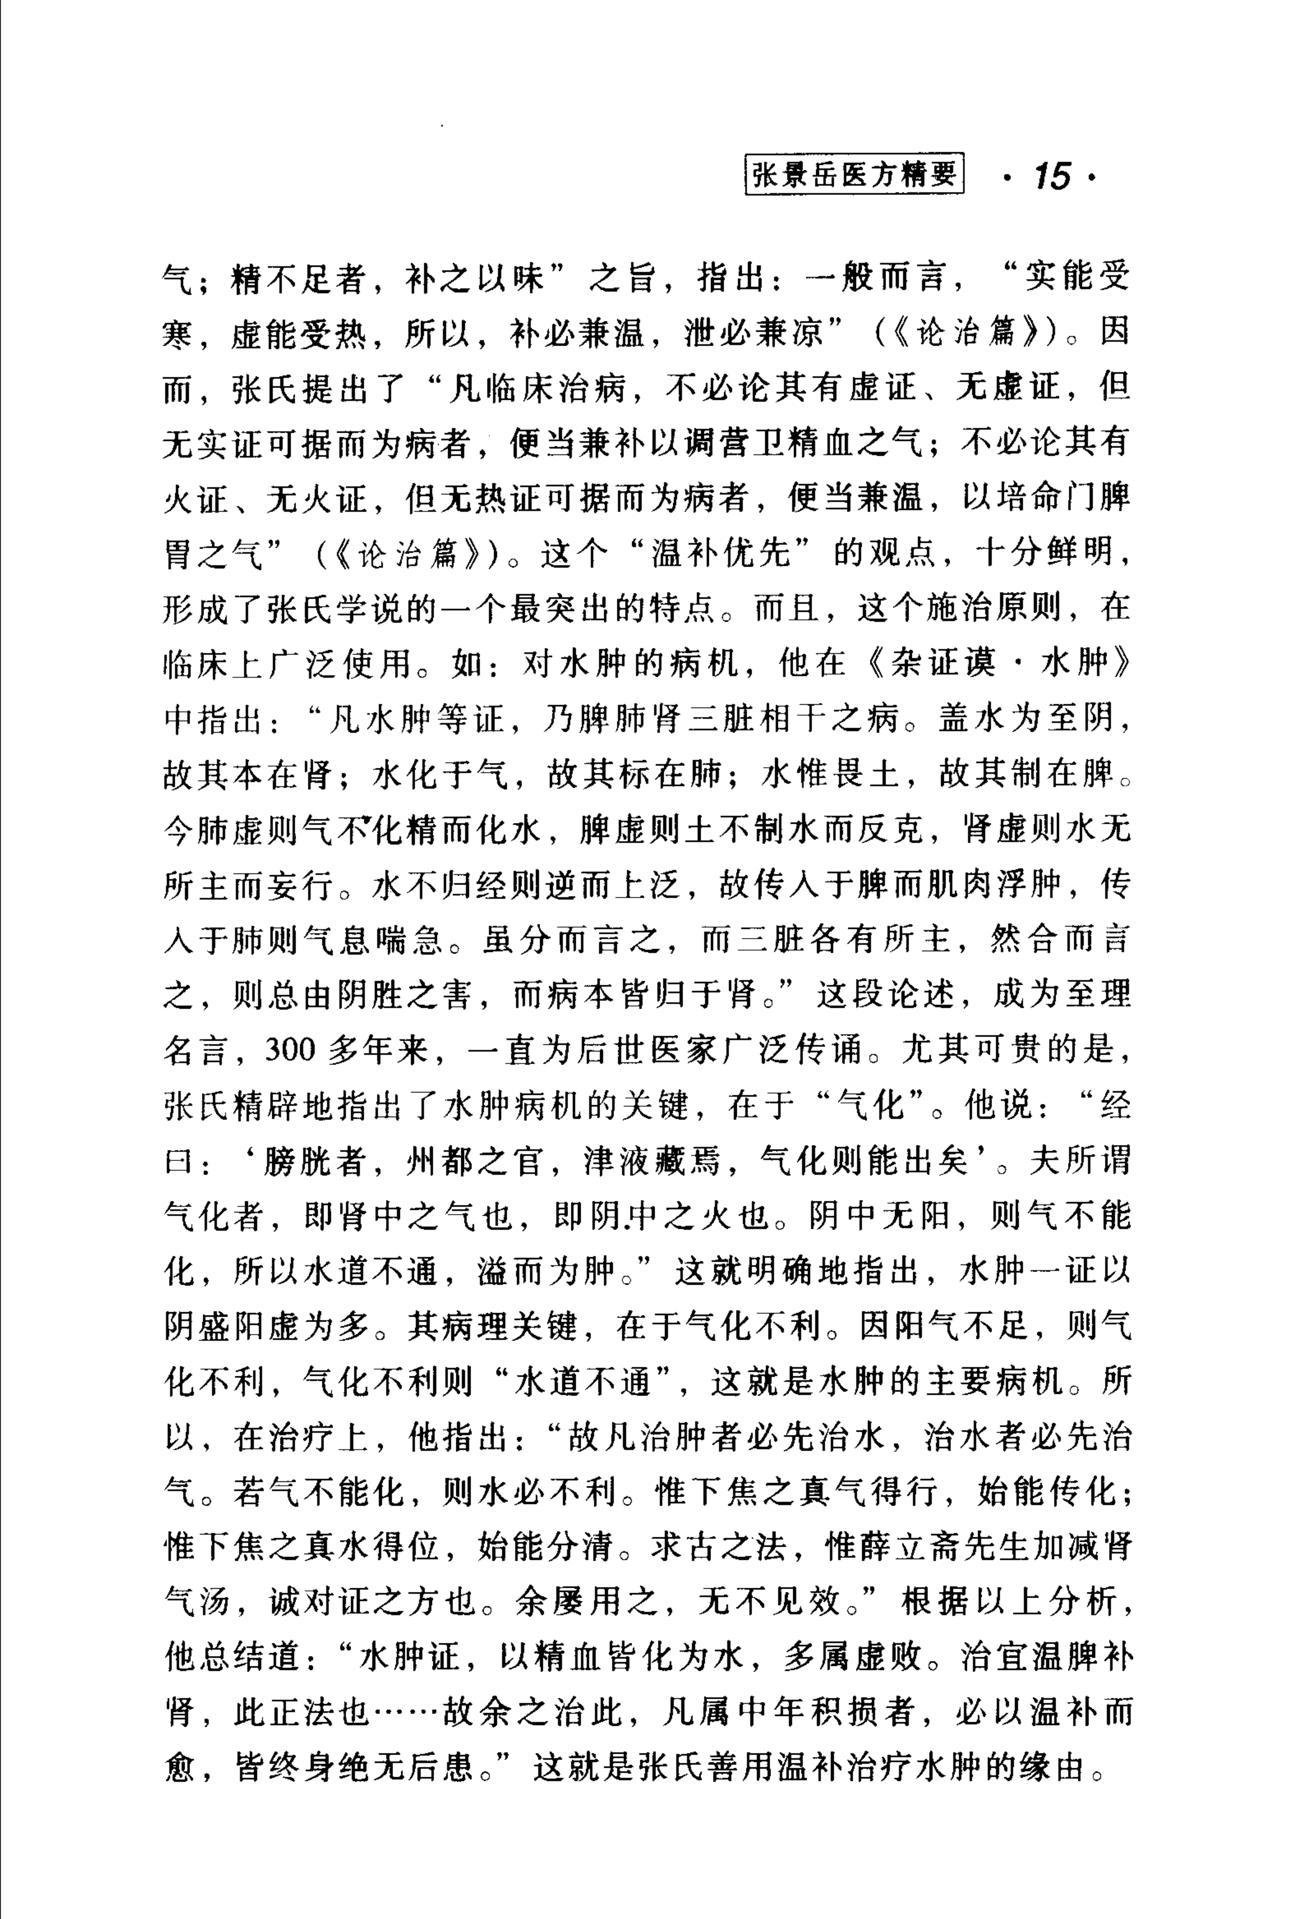 张景岳医方精要 · 15 ·
气；精不足者，补之以味”之旨，指出：一般而言，“实能受
寒，虚能受热，所以，补必兼温，泄必兼凉”（《论治篇》）。因
而，张氏提出了“凡临床治病，不必论其有虚证、无虚证，但
无实证可据而为病者，便当兼补以调营卫精血之气；不必论其有
火证、无火证，但无热证可据而为病者，便当兼温，以培命门脾
胃之气”（《论治篇》）。这个“温补优先”的观点，十分鲜明，
形成了张氏学说的一个最突出的特点。而且，这个施治原则，在
临床上广泛使用。如：对水肿的病机，他在《杂证谟·水肿》
中指出：“凡水肿等证，乃脾肺肾三脏相干之病。盖水为至阴，
故其本在肾；水化于气，故其标在肺；水惟畏土，故其制在脾。
今肺虚则气不化精而化水，脾虚则土不制水而反克，肾虚则水无
所主而妄行。水不归经则逆而上泛，故传入于脾而肌肉浮肿，传
入于肺则气息喘急。虽分而言之，而三脏各有所主，然合而言
之，则总由阴胜之害，而病本皆归于肾。”这段论述，成为至理
名言，300多年来，一直为后世医家广泛传诵。尤其可贵的是，
张氏精辟地指出了水肿病机的关键，在于“气化”。他说：“经
曰：‘膀胱者，州都之官，津液藏焉，气化则能出矣’。夫所谓
气化者，即肾中之气也，即阴中之火也。阴中无阳，则气不能
化，所以水道不通，溢而为肿。”这就明确地指出，水肿一证以
阴盛阳虚为多。其病理关键，在于气化不利。因阳气不足，则气
化不利，气化不利则“水道不通”，这就是水肿的主要病机。所
以，在治疗上，他指出：“故凡治肿者必先治水，治水者必先治
气。若气不能化，则水必不利。惟下焦之真气得行，始能传化；
惟下焦之真水得位，始能分清。求古之法，惟薛立斋先生加减肾
气汤，诚对证之方也。余屡用之，无不见效。”根据以上分析，
他总结道：“水肿证，以精血皆化为水，多属虚败。治宜温脾补
肾，此正法也……故余之治此，凡属中年积损者，必以温补而
愈，皆终身绝无后患。”这就是张氏善用温补治疗水肿的缘由。